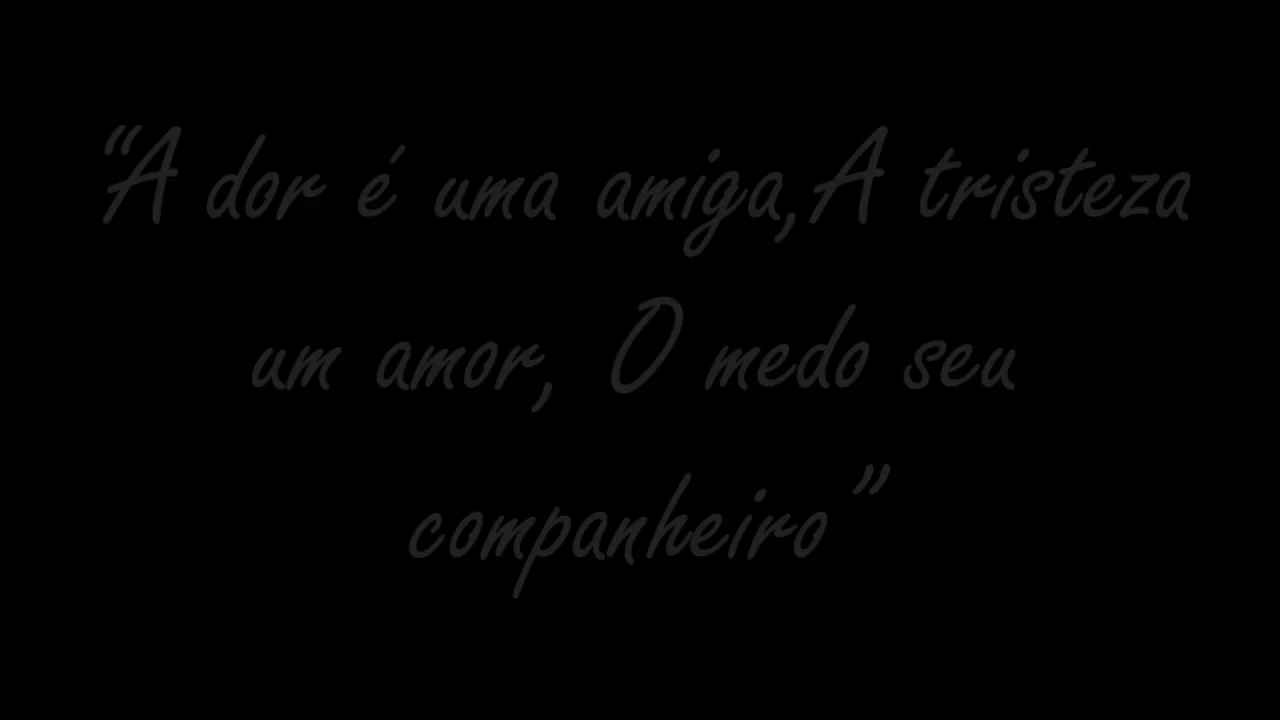 “A dor é uma amiga,A tristeza
um amor, O medo seu
companheiro”